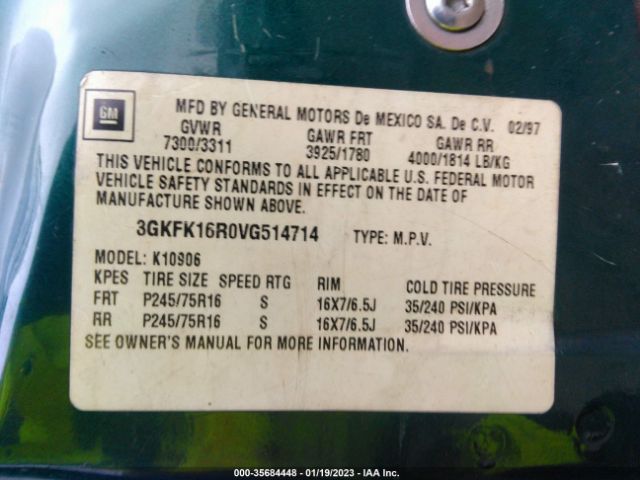 GM
MFD BY GENERAL MOTORS De MEXICO SA. De C.V. 02/97
GVWR GAWR FRT GAWR RR
7300/3311 3925/1780 4000/1814 LB/KG
THIS VEHICLE CONFORMS TO ALL APPLICABLE U.S. FEDERAL MOTOR
VEHICLE SAFETY STANDARDS IN EFFECT ON THE DATE OF
MANUFACTURE SHOWN ABOVE.
3GKFK16R0VG514714 TYPE: M.P.V.
MODEL: K10906
KPES TIRE SIZE SPEED RTG RIM COLD TIRE PRESSURE
FRT P245/75R16 S 16X7/6.5J 35/240 PSI/KPA
RR P245/75R16 S 16X7/6.5J 35/240 PSI/KPA
SEE OWNER'S MANUAL FOR MORE INFORMATION.
000-35684448 - 01/19/2023 - IAA Inc.